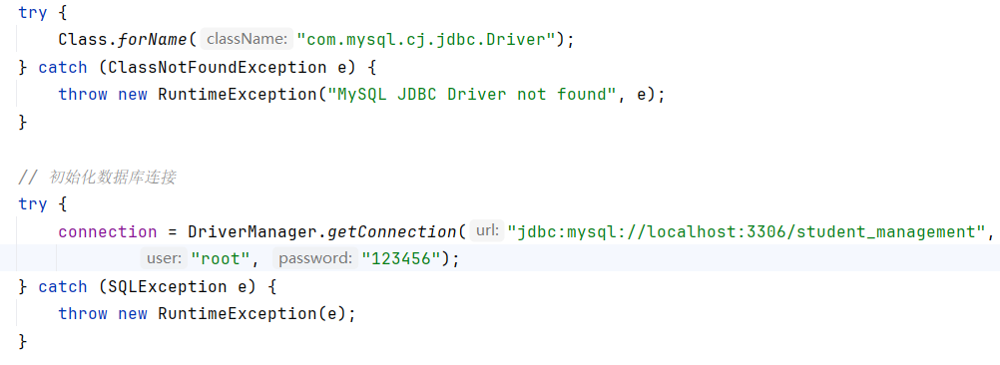 try {
Class.forName( className: "com.mysql.cj.jdbc.Driver");
} catch (ClassNotFoundException e) {
throw new RuntimeException("MySQL JDBC Driver not found", e);
}
// 初始化数据库连接
try {
connection = DriverManager.getConnection( url: "jdbc:mysql://localhost:3306/student_management",
user: "root", password: "123456");
} catch (SQLException e) {
throw new RuntimeException(e);
}